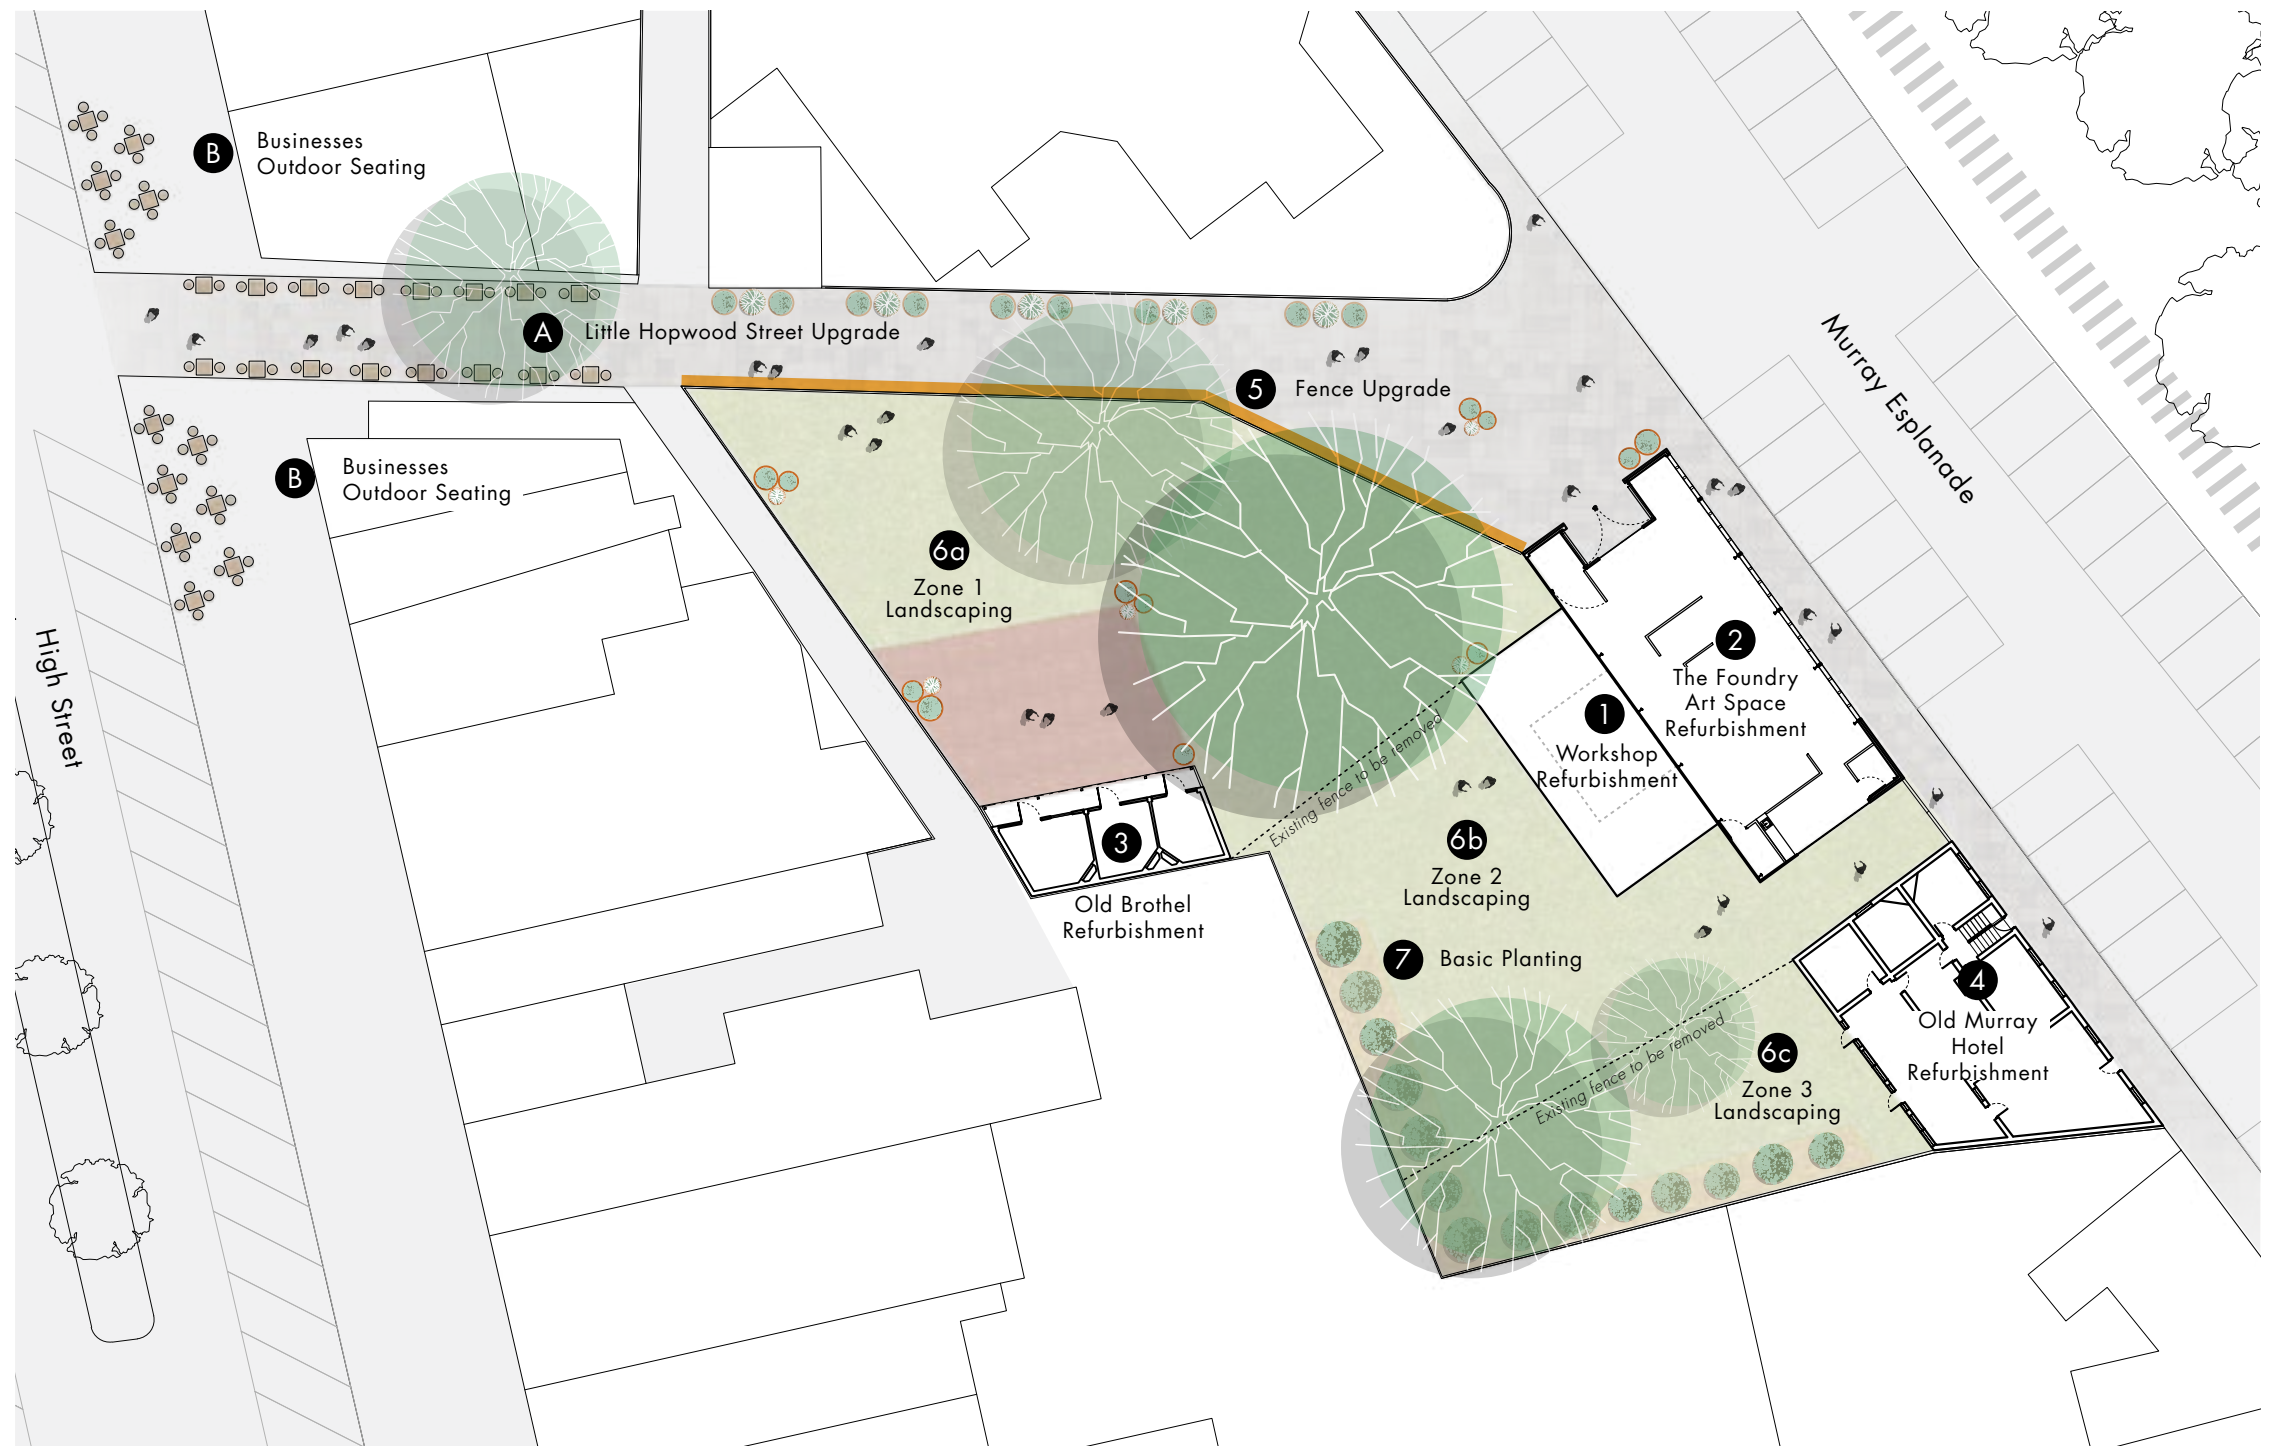 B
Businesses
Outdoor Seating
A
Little Hopwood Street Upgrade
5
Fence Upgrade
Murray Esplanade
B
Businesses
Outdoor Seating
6a
Zone 1
Landscaping
High Street
2
The Foundry
Art Space
Refurbishment
1
Workshop
Refurbishment
Existing fence to be removed
3
Old Brothel
Refurbishment
6b
Zone 2
Landscaping
7
Basic Planting
4
Old Murray
Hotel
Refurbishment
Existing fence to be removed
6c
Zone 3
Landscaping